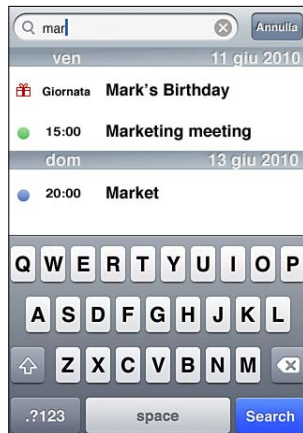 mar Annulla
ven 11 giu 2010
Giornata Mark's Birthday
15:00 Marketing meeting
dom 13 giu 2010
20:00 Market
Q W E R T Y U I O P
A S D F G H J K L
Z X C V B N M
.?123 space Search